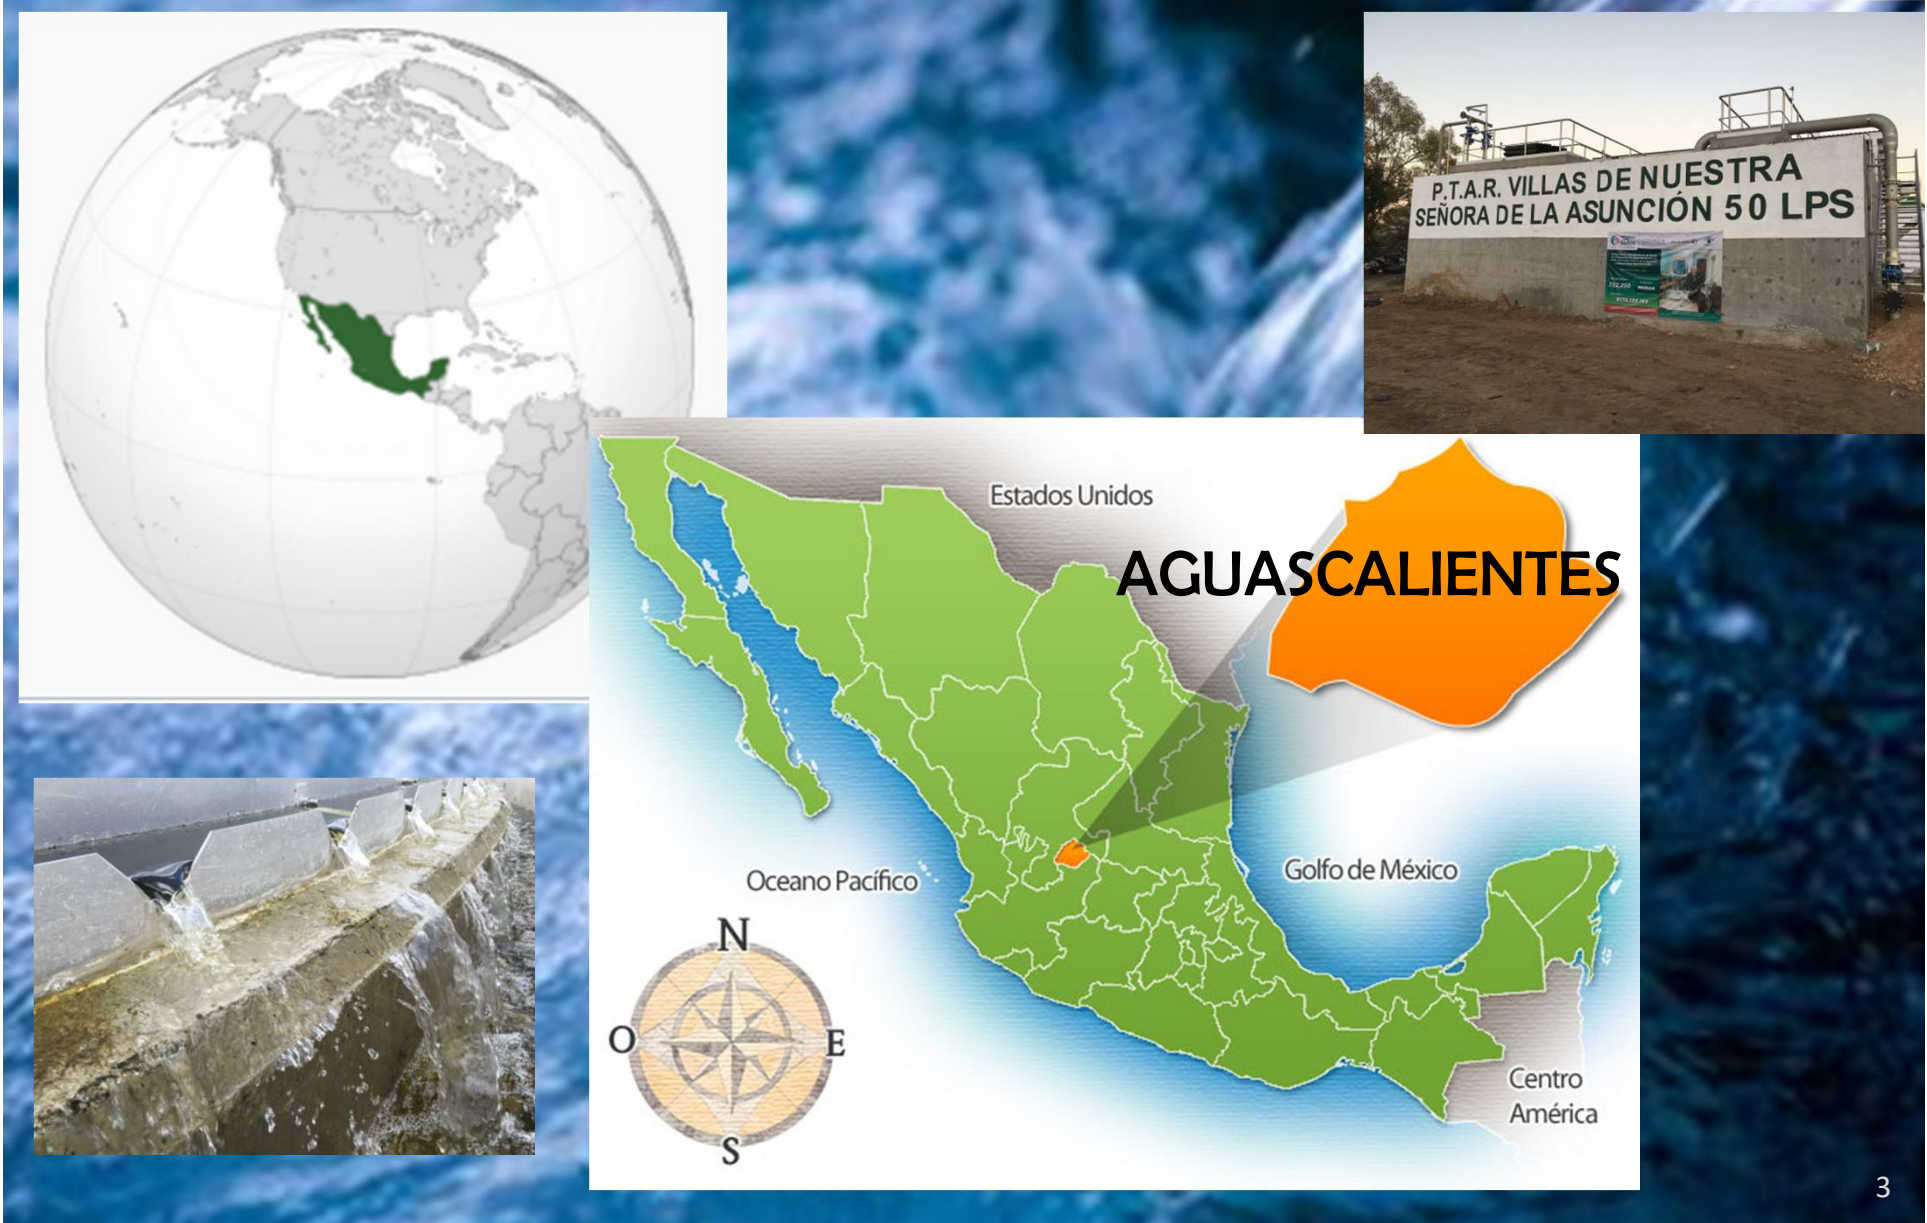 P.T.A.R. VILLAS DE NUESTRA
SEÑORA DE LA ASUNCIÓN 50 LPS
Estados Unidos
AGUASCALIENTES
Oceano Pacífico
Golfo de México
N
O
E
S
Centro
América
3